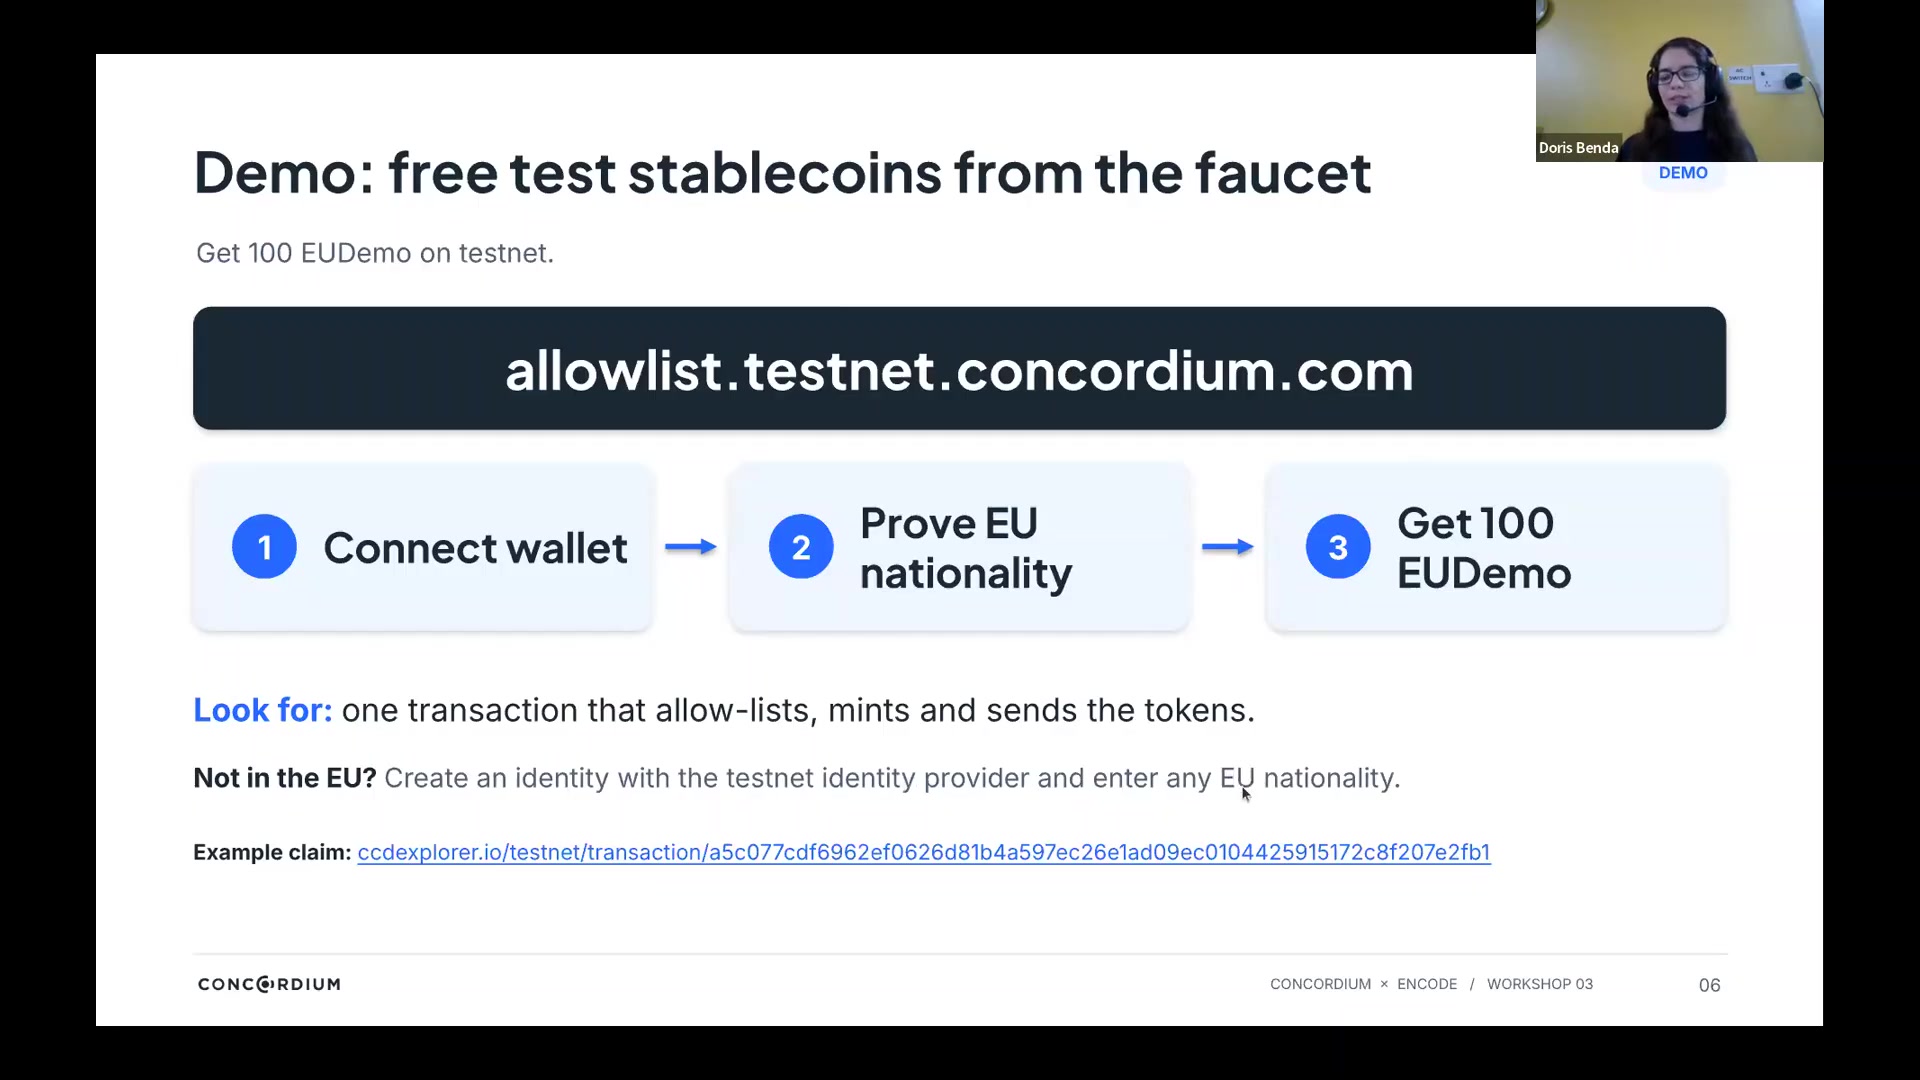 Doris Benda
DEMO
Demo: free test stablecoins from the faucet
Get 100 EUDemo on testnet.
allowlist.testnet.concordium.com
1 Connect wallet
2 Prove EU
nationality
3 Get 100
EUDemo
Look for: one transaction that allow-lists, mints and sends the tokens.
Not in the EU? Create an identity with the testnet identity provider and enter any EU nationality.
Example claim: ccdexplorer.io/testnet/transaction/a5c077cdf6962ef0626d81b4a597ec26e1ad09ec0104425915172c8f207e2fb1
CONCORDIUM
CONCORDIUM × ENCODE / WORKSHOP 03
06